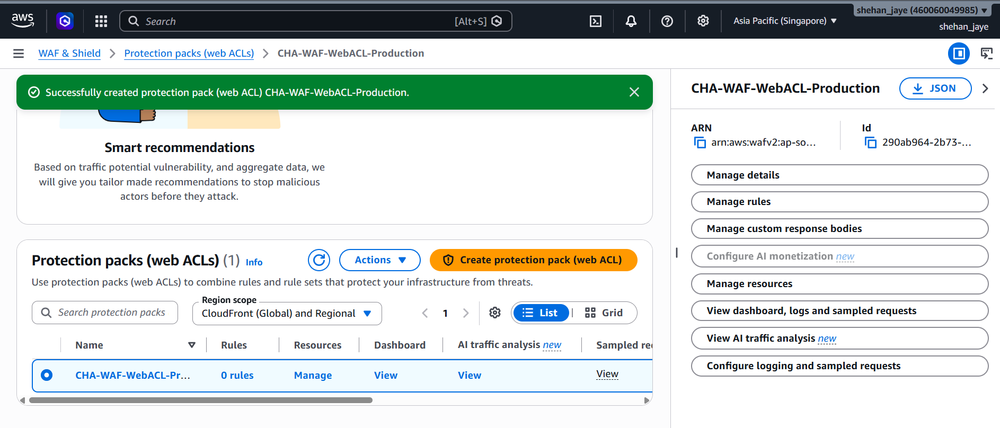 aws
Search [Alt+S]
Asia Pacific (Singapore)
shehan_jaye (460060049985)
shehan_jaye
WAF & Shield
Protection packs (web ACLs)
CHA-WAF-WebACL-Production
Successfully created protection pack (web ACL) CHA-WAF-WebACL-Production.
Smart recommendations
Based on traffic potential vulnerability, and aggregate data, we
will give you tailor made recommendations to stop malicious
actors before they attack.
Protection packs (web ACLs) (1) Info
Actions
Create protection pack (web ACL)
Use protection packs (web ACLs) to combine rules and rule sets that protect your infrastructure from threats.
Search protection packs
Region scope
CloudFront (Global) and Regional
1
List
Grid
Name Rules Resources Dashboard AI traffic analysis new Sampled re
CHA-WAF-WebACL-Pr... 0 rules Manage View View View
CHA-WAF-WebACL-Production
JSON
ARN
arn:aws:wafv2:ap-so...
Id
290ab964-2b73-...
Manage details
Manage rules
Manage custom response bodies
Configure AI monetization new
Manage resources
View dashboard, logs and sampled requests
View AI traffic analysis new
Configure logging and sampled requests